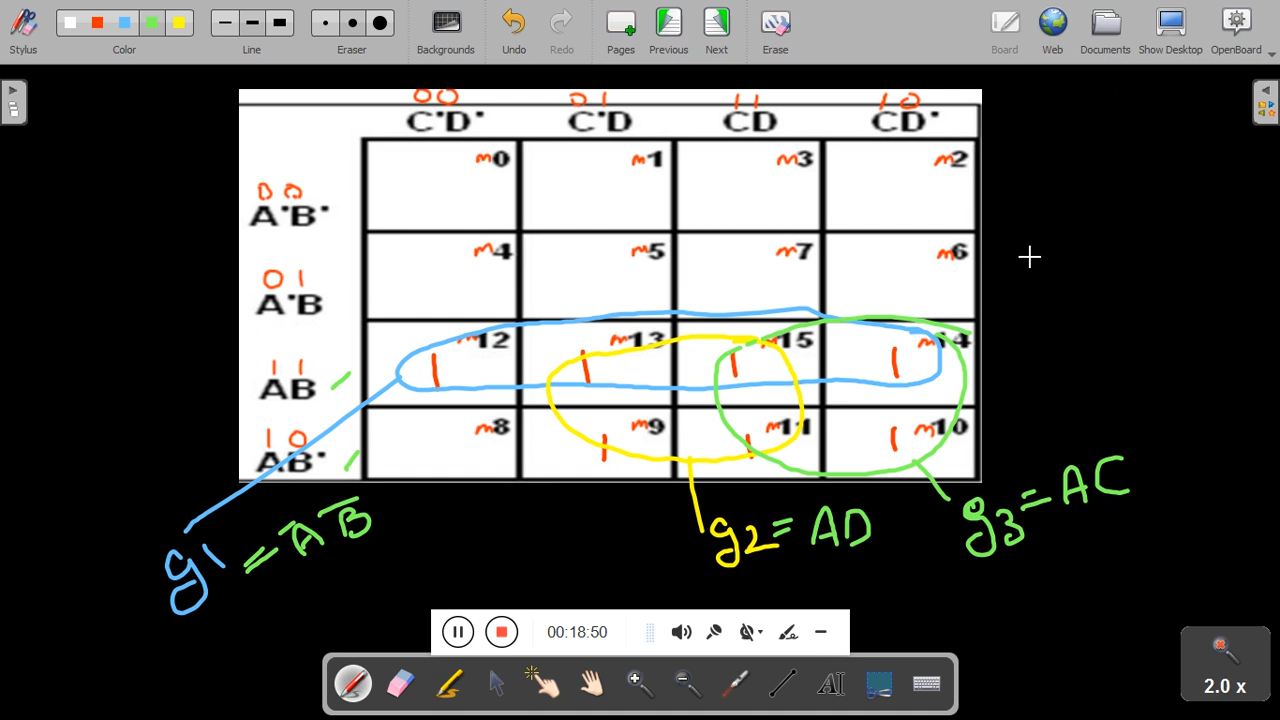 Stylus Color Line Eraser Backgrounds Undo Redo Pages Previous Next Erase Board Web Documents Show Desktop OpenBoard
00 01 11 10
C'D' C'D CD CD'
m0 m1 m3 m2
00
A'B'
m4 m5 m7 m6
01
A'B
m12 m13 m15 m14
11
AB 1 1 1 1
m8 m9 m11 m10
10
AB' 1 1 1
g1 = A̅ B̅
g2 = AD
g3 = AC
00:18:50
2.0 x